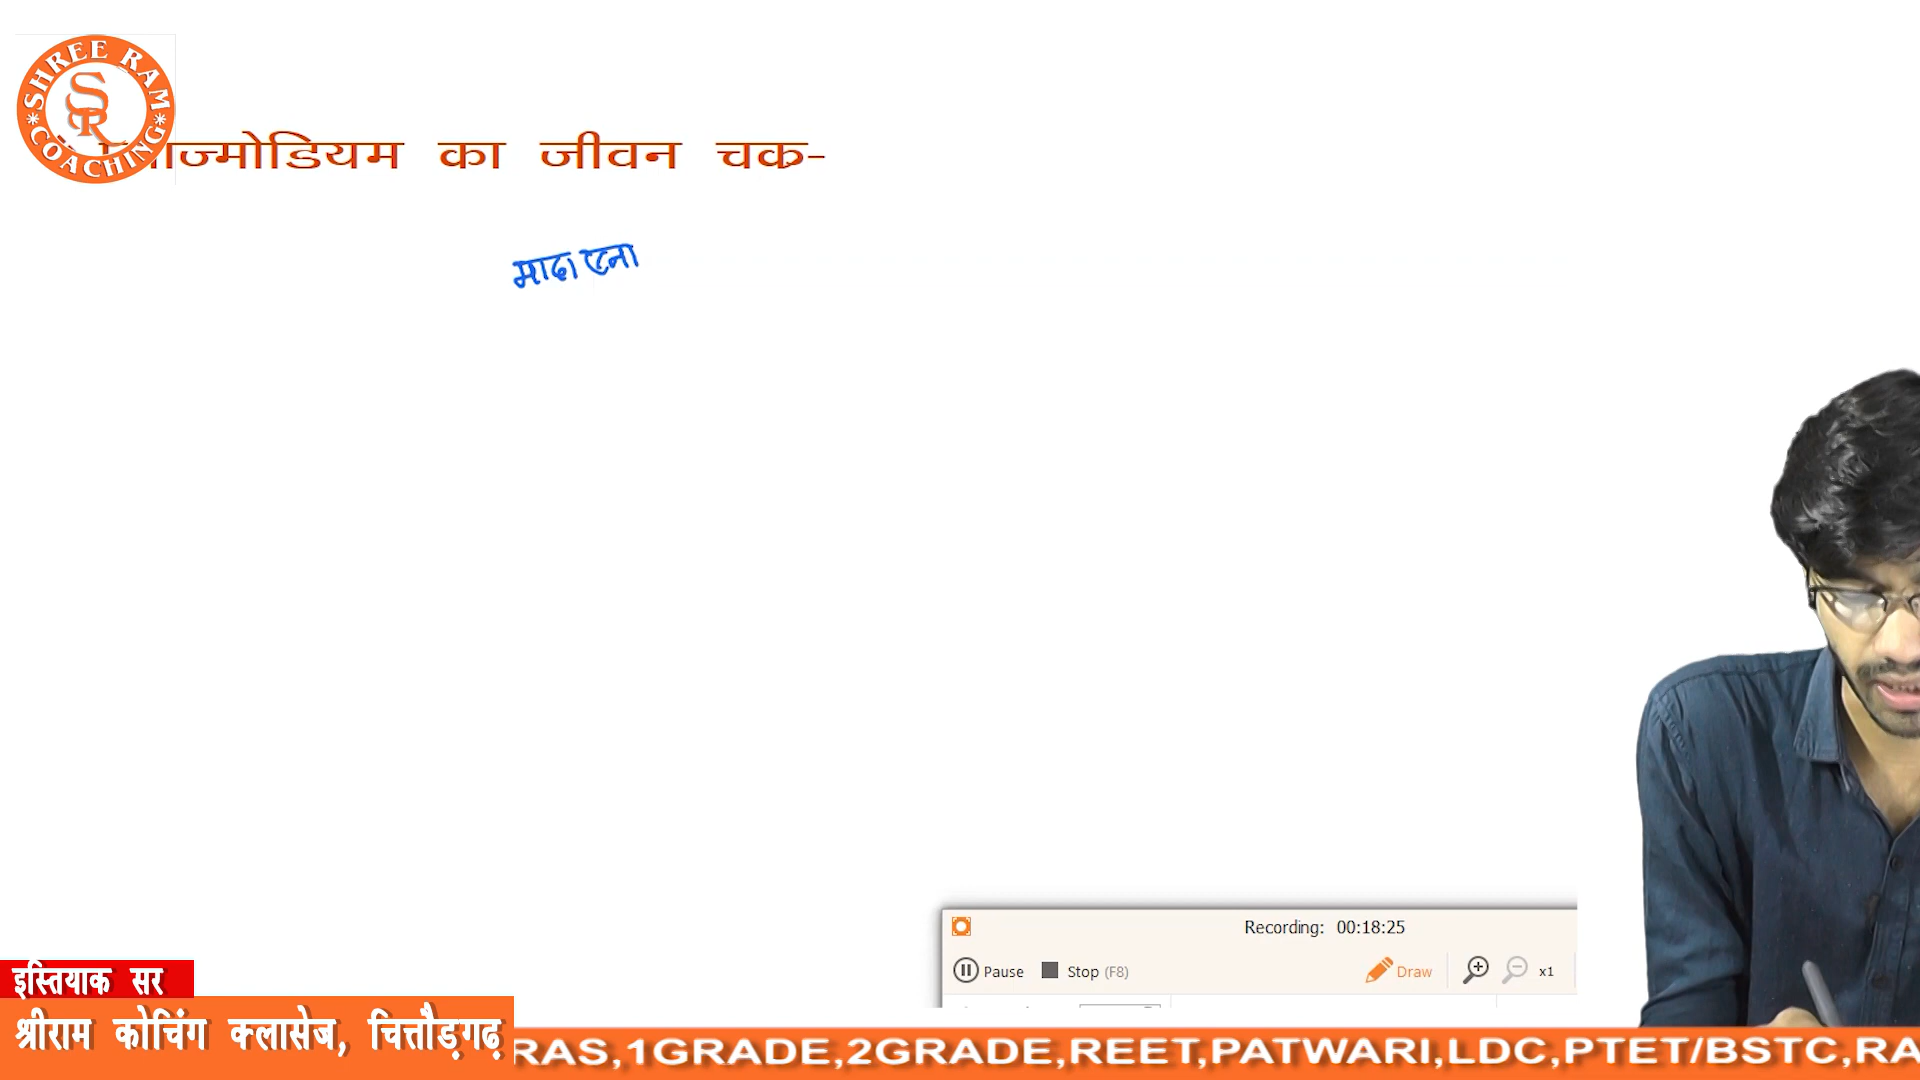 SHREE RAM
SR
COACHING
प्लाज्मोडियम का जीवन चक-
मादा एना
Recording: 00:18:25
Pause
Stop (F8)
Draw
x1
इस्तियाक सर
श्रीराम कोचिंग क्लासेज, चित्तौड़गढ़
RAS,1GRADE,2GRADE,REET,PATWARI,LDC,PTET/BSTC,RA